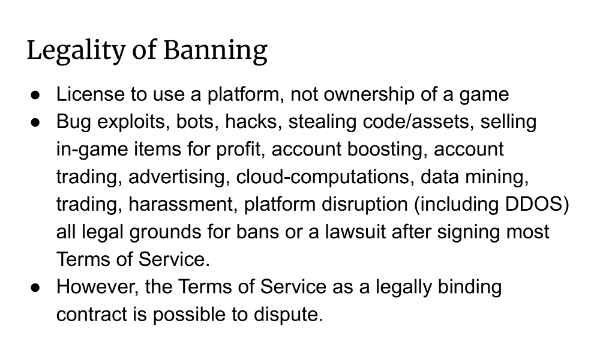 Legality of Banning
● License to use a platform, not ownership of a game
● Bug exploits, bots, hacks, stealing code/assets, selling
in-game items for profit, account boosting, account
trading, advertising, cloud-computations, data mining,
trading, harassment, platform disruption (including DDOS)
all legal grounds for bans or a lawsuit after signing most
Terms of Service.
● However, the Terms of Service as a legally binding
contract is possible to dispute.